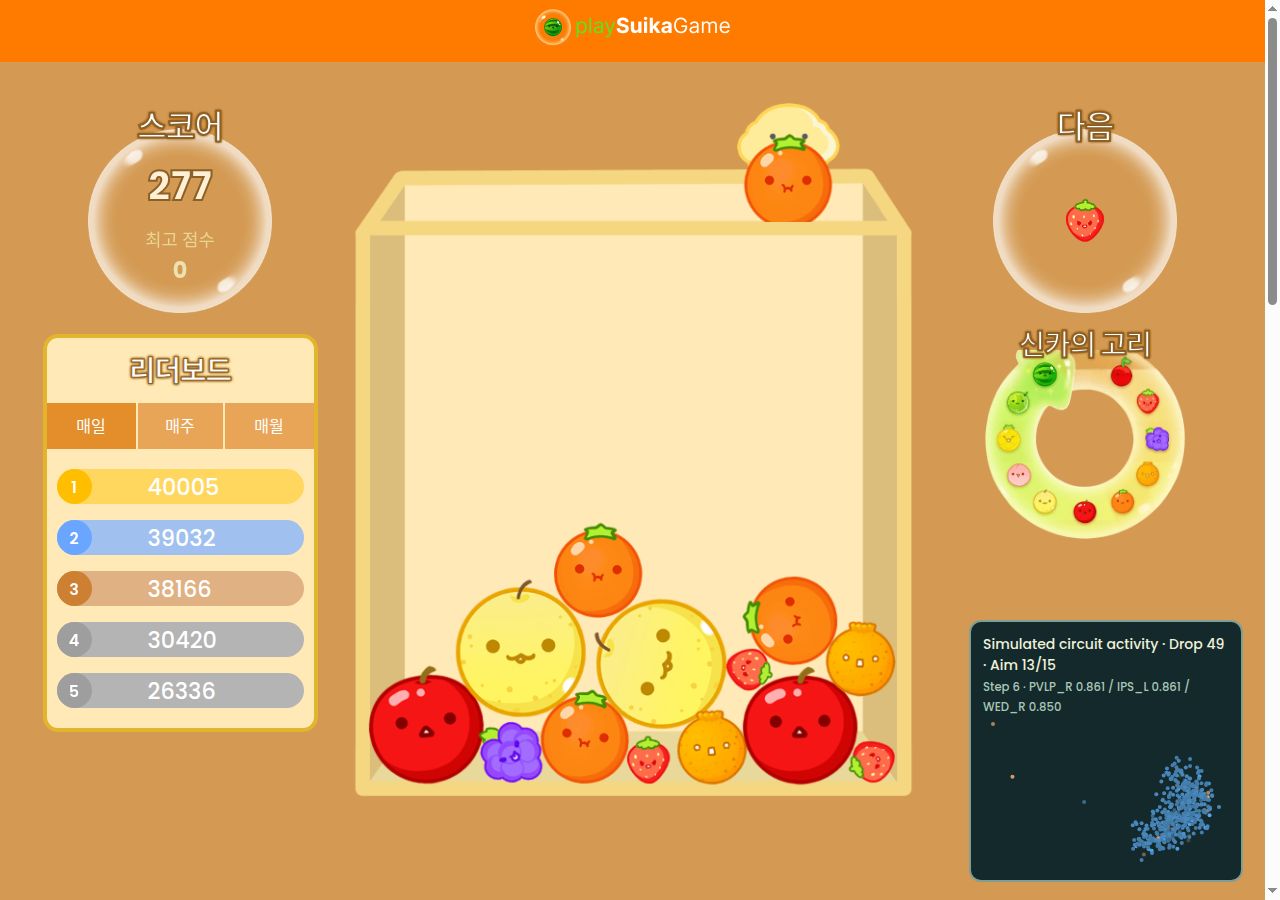 playSuikaGame
스코어
277
최고 점수
0
다음
리더보드
매일 매주 매월
1 40005
2 39032
3 38166
4 30420
5 26336
신카의 고리
Simulated circuit activity · Drop 49
· Aim 13/15
Step 6 · PVLP_R 0.861 / IPS_L 0.861 /
WED_R 0.850